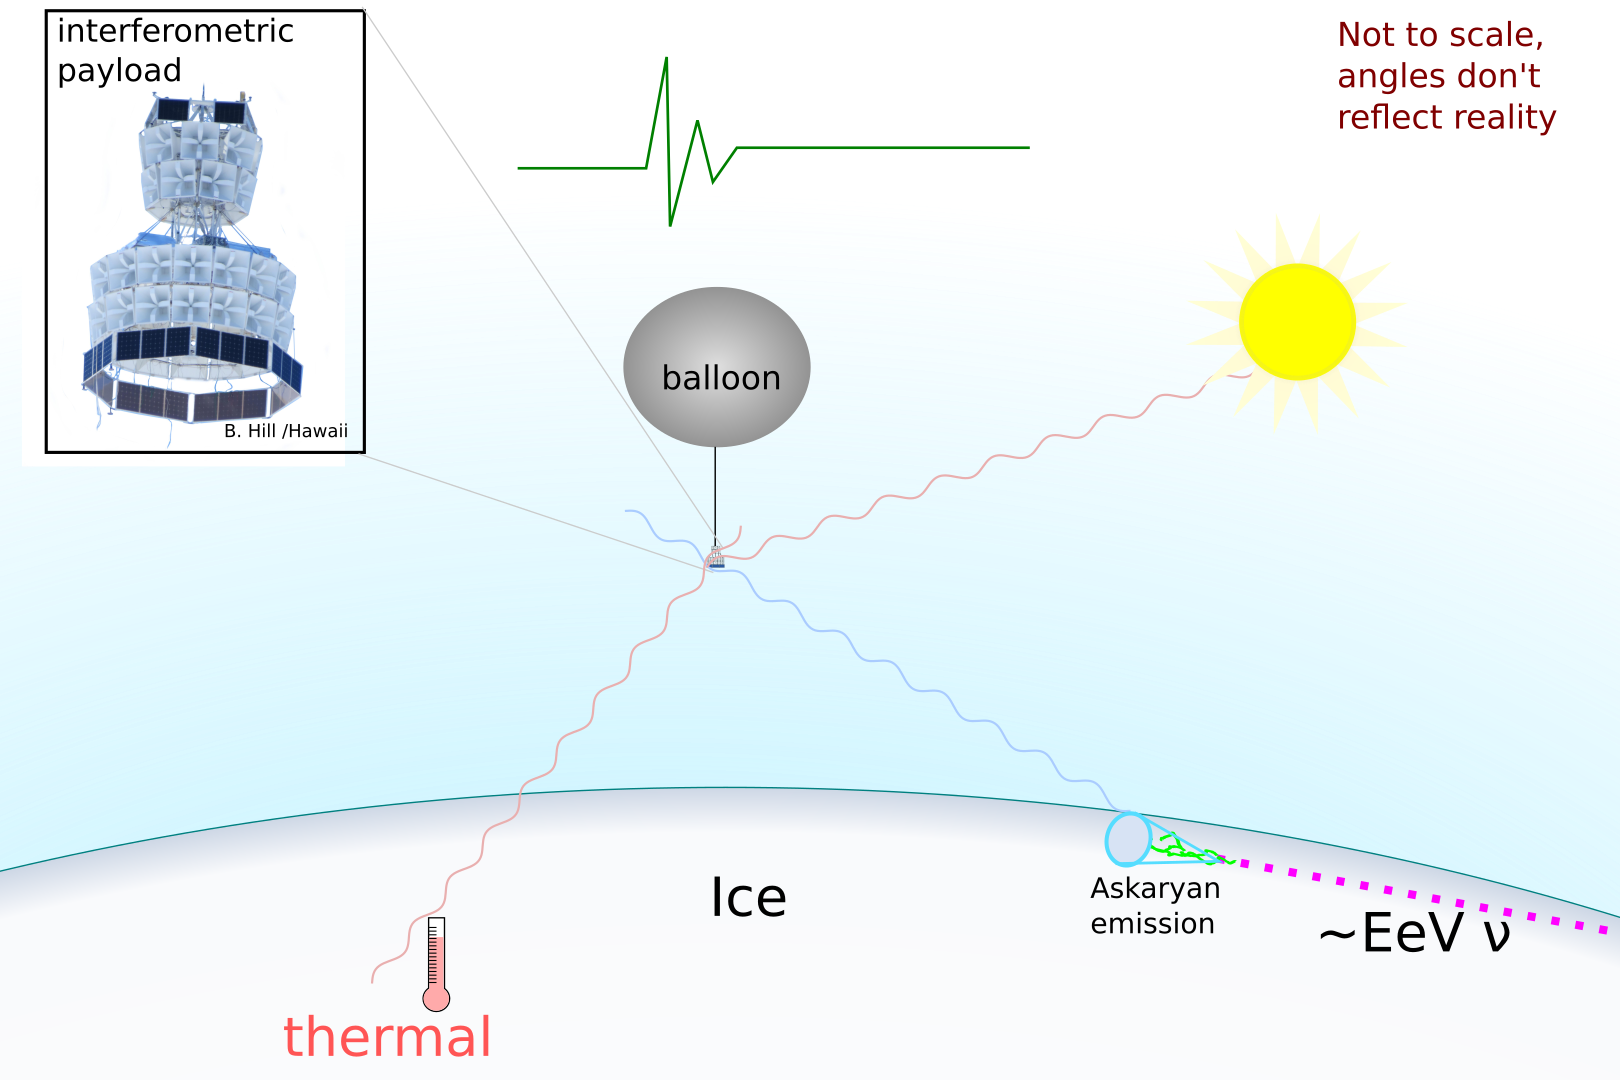 interferometric
payload
B. Hill /Hawaii
Not to scale,
angles don't
reflect reality
balloon
Ice
Askaryan
emission
~EeV ν
thermal